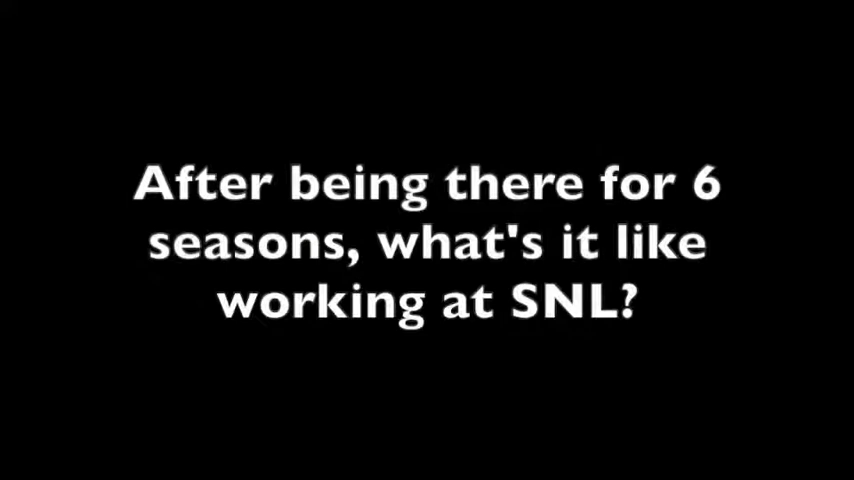 After being there for 6
seasons, what's it like
working at SNL?